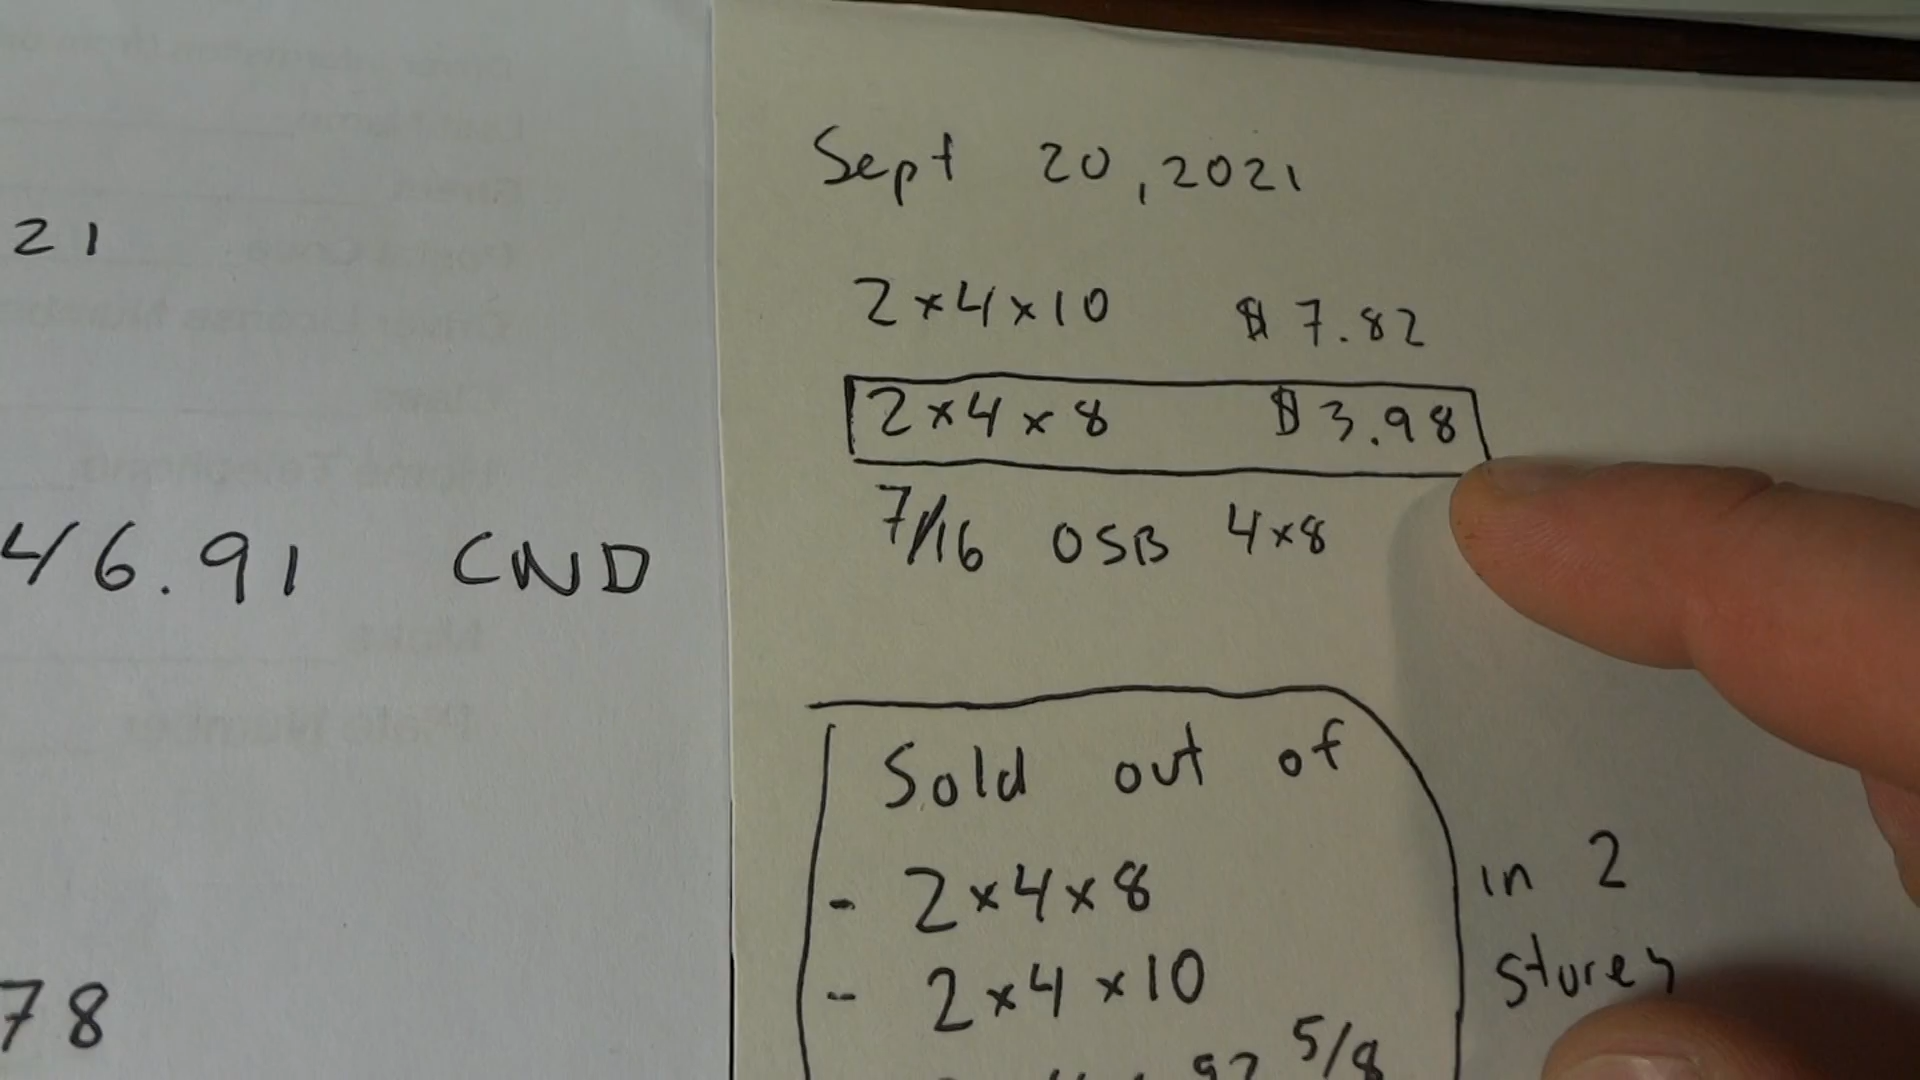 21
46.91 CND
78
Sept 20, 2021
2x4x10 $7.82
2x4x8 $3.98
7/16 OSB 4x8
Sold out of
- 2x4x8
- 2x4x10
92 5/8
in 2
stores